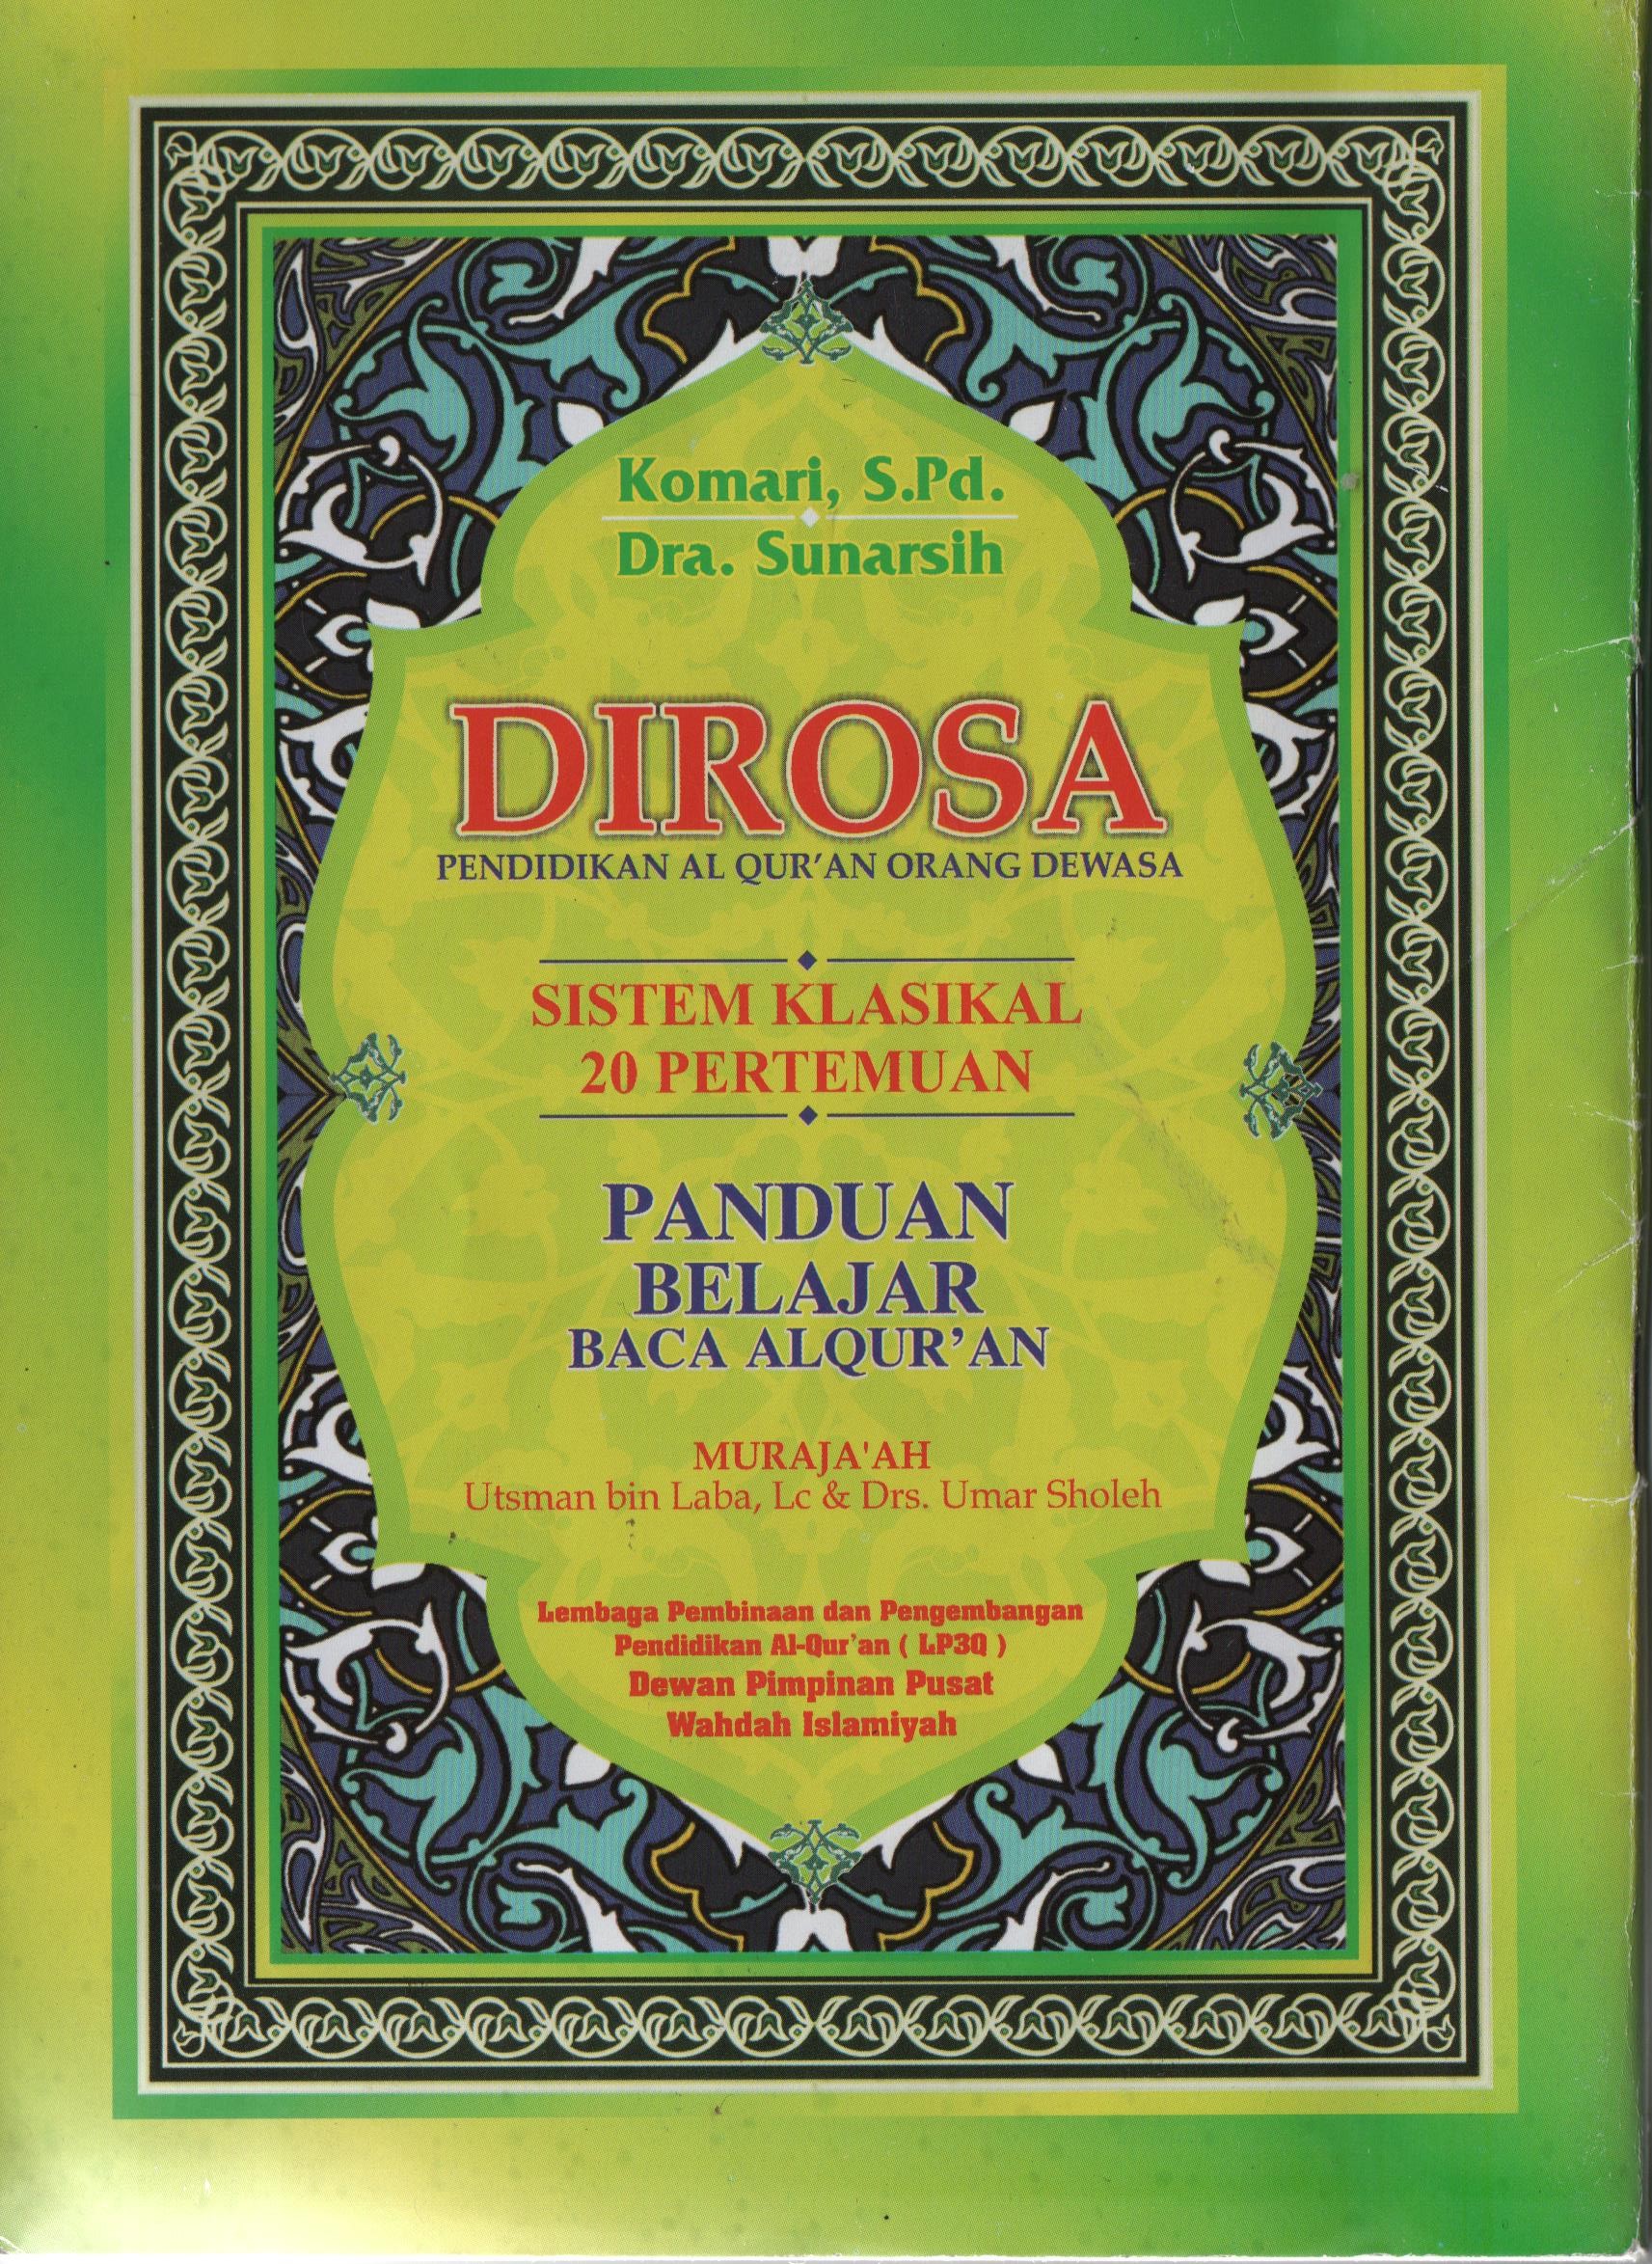 Komari, S.Pd.
Dra. Sunarsih
DIROSA
PENDIDIKAN AL QUR'AN ORANG DEWASA
SISTEM KLASIKAL
20 PERTEMUAN
PANDUAN
BELAJAR
BACA ALQUR'AN
MURAJA'AH
Utsman bin Laba, Lc & Drs. Umar Sholeh
Lembaga Pembinaan dan Pengembangan
Pendidikan Al-Qur'an ( LP3Q )
Dewan Pimpinan Pusat
Wahdah Islamiyah